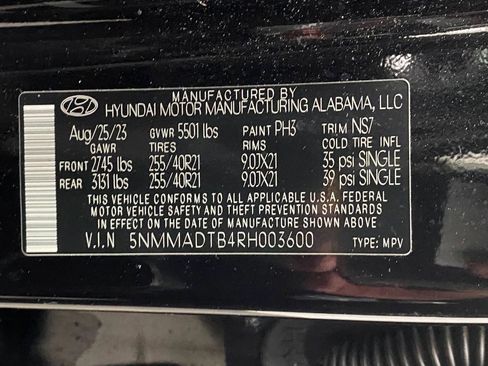 MANUFACTURED BY
HYUNDAI MOTOR MANUFACTURING ALABAMA, LLC
Aug/25/23 GVWR 5501 lbs PAINT PH3 TRIM NS7
GAWR TIRES RIMS COLD TIRE INFL
FRONT 2745 lbs 255/40R21 9.0JX21 35 psi SINGLE
REAR 3131 lbs 255/40R21 9.0JX21 39 psi SINGLE
THIS VEHICLE CONFORMS TO ALL APPLICABLE U.S.A. FEDERAL
MOTOR VEHICLE SAFETY AND THEFT PREVENTION STANDARDS
IN EFFECT ON THE DATE OF MANUFACTURE SHOWN ABOVE.
V.I.N 5NMMADTB4RH003600 TYPE: MPV